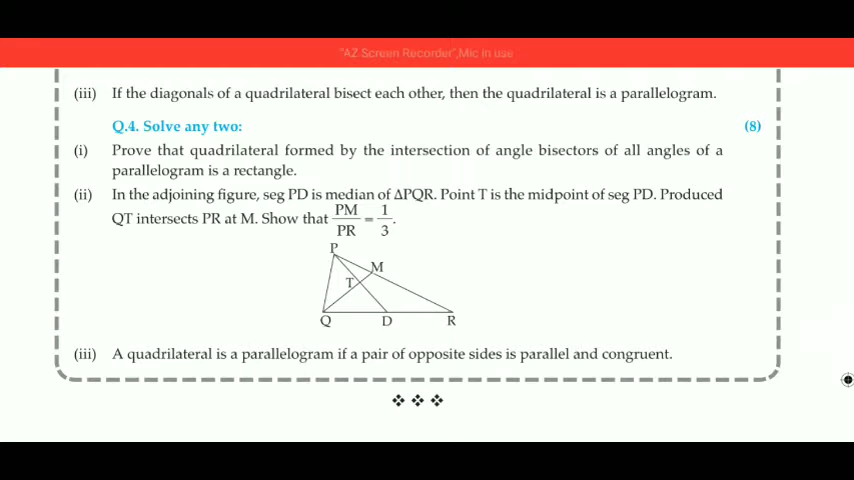 "AZ Screen Recorder",Mic in use
(iii) If the diagonals of a quadrilateral bisect each other, then the quadrilateral is a parallelogram.
Q.4. Solve any two: (8)
(i) Prove that quadrilateral formed by the intersection of angle bisectors of all angles of a
parallelogram is a rectangle.
(ii) In the adjoining figure, seg PD is median of ΔPQR. Point T is the midpoint of seg PD. Produced
QT intersects PR at M. Show that PM/PR = 1/3.
P
M
T
Q D R
(iii) A quadrilateral is a parallelogram if a pair of opposite sides is parallel and congruent.